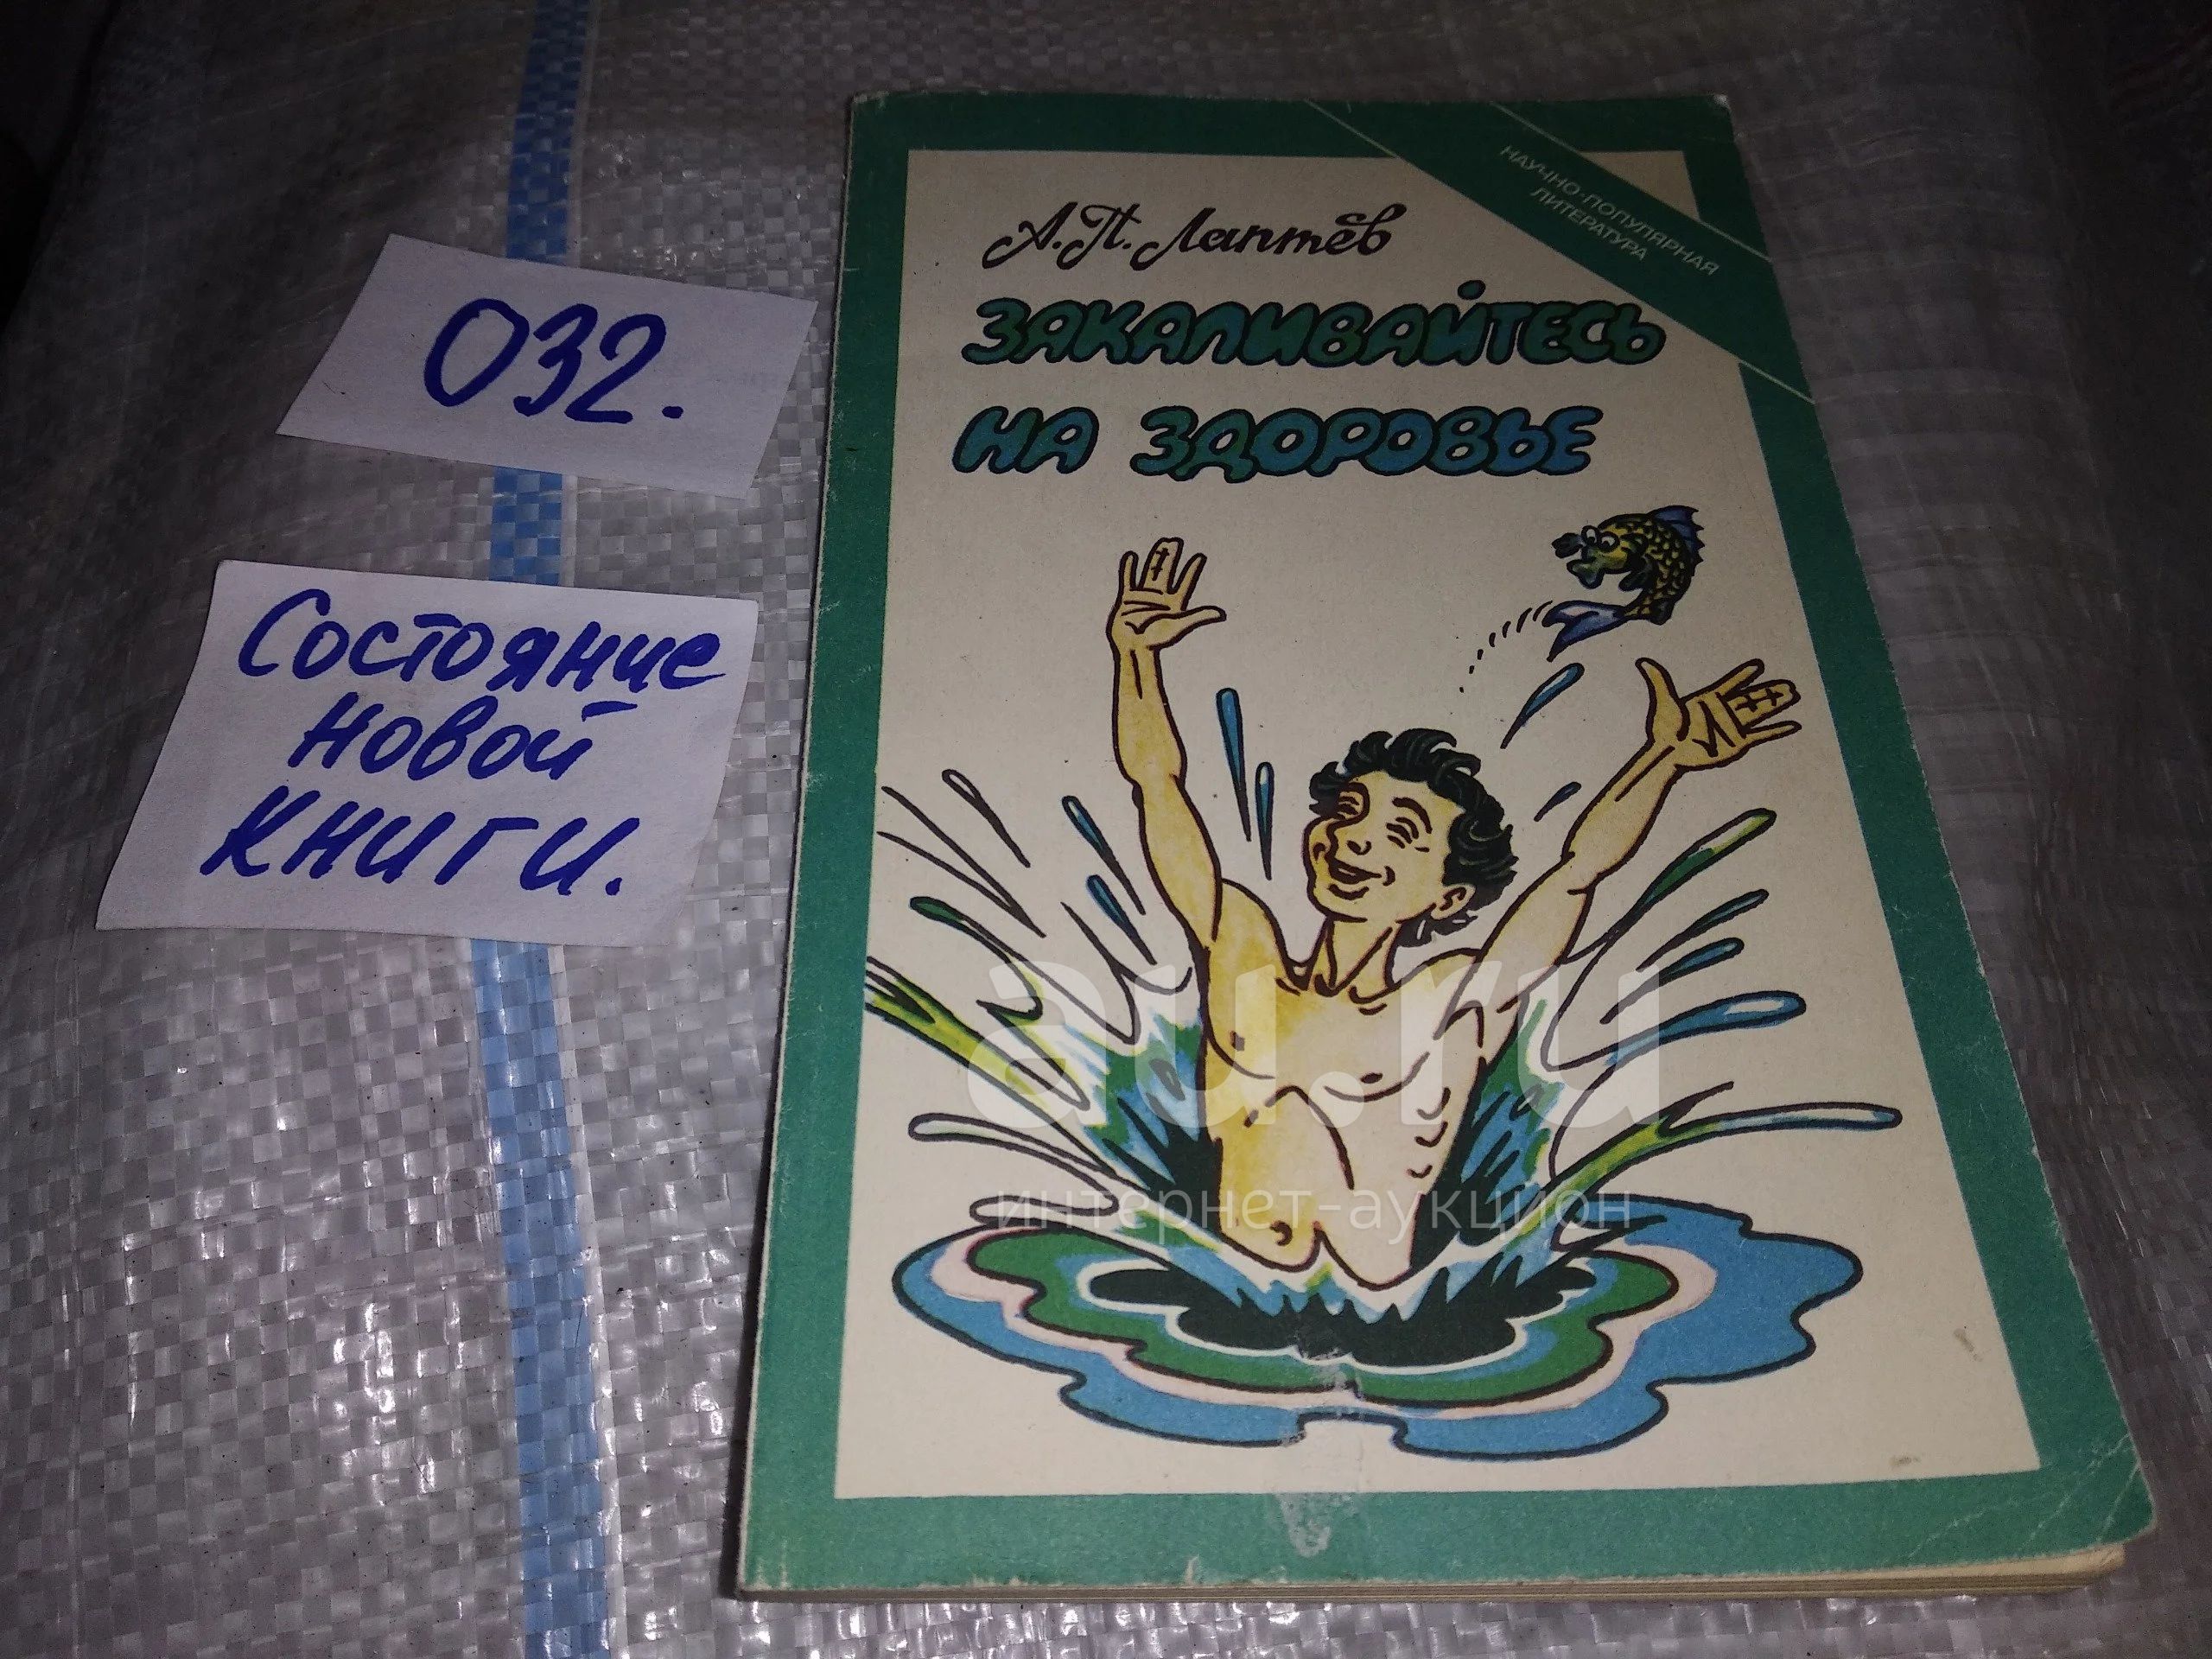 032.
Состояние
новой
книги.
НАУЧНО-ПОПУЛЯРНАЯ
ЛИТЕРАТУРА
А.П. Лаптев
ЗАКАЛИВАЙТЕСЬ
НА ЗДОРОВЬЕ
au.ru
интернет-аукцион